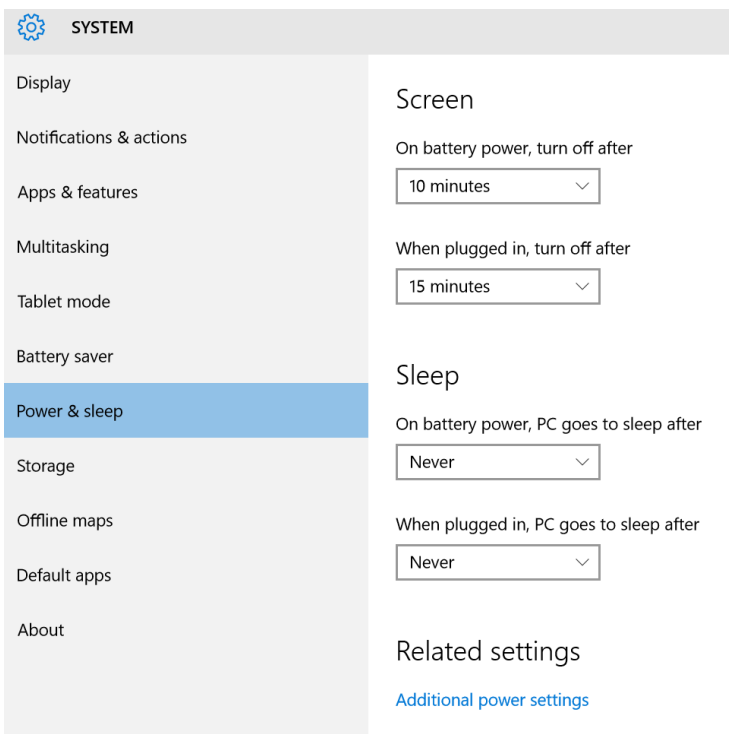 SYSTEM
Display
Notifications & actions
Apps & features
Multitasking
Tablet mode
Battery saver
Power & sleep
Storage
Offline maps
Default apps
About
Screen
On battery power, turn off after
10 minutes
When plugged in, turn off after
15 minutes
Sleep
On battery power, PC goes to sleep after
Never
When plugged in, PC goes to sleep after
Never
Related settings
Additional power settings